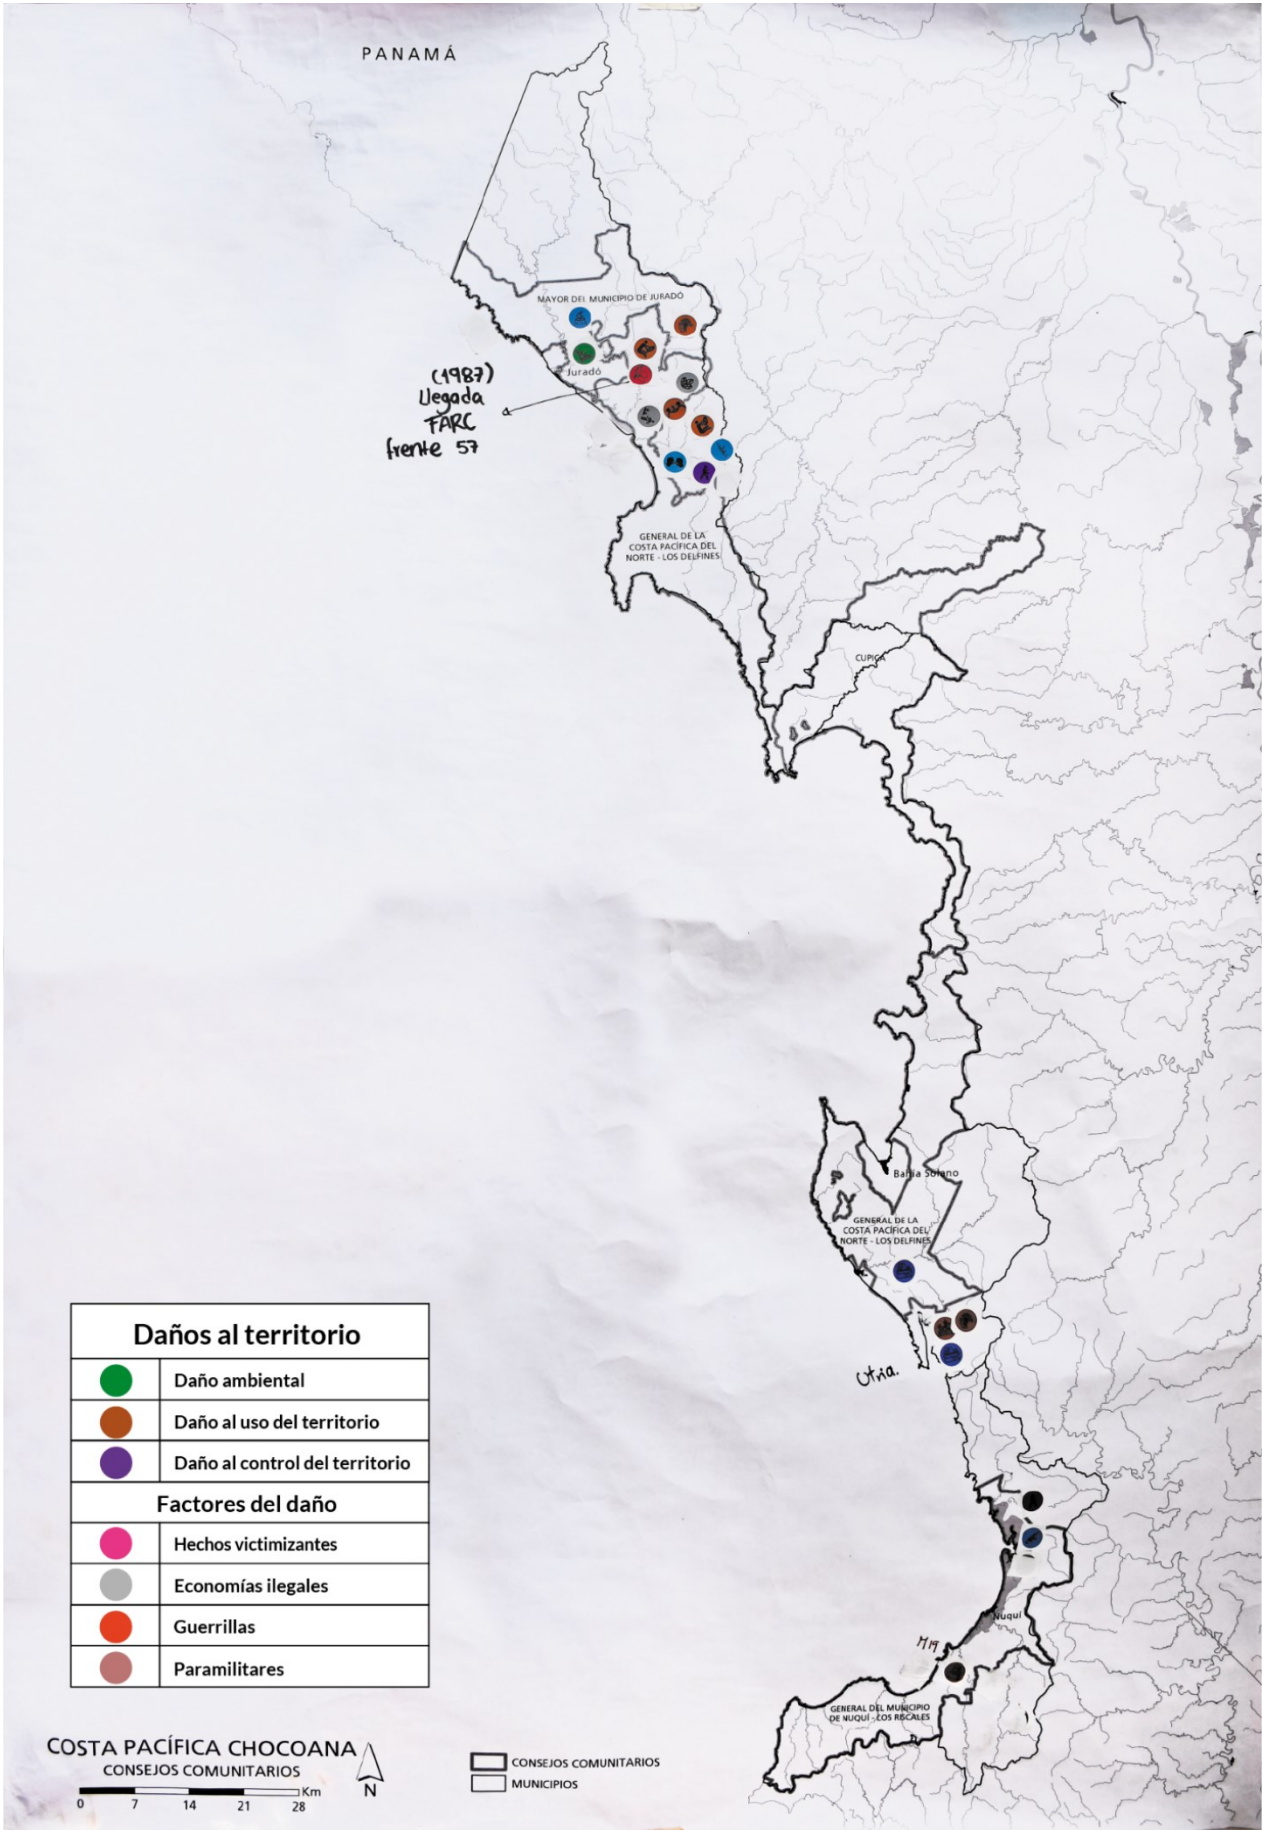 PANAMÁ
MAYOR DEL MUNICIPIO DE JURADÓ
Juradó
(1987)
llegada
FARC
frente 57
GENERAL DE LA
COSTA PACÍFICA DEL
NORTE - LOS DELFINES
CUPICA
Bahía Solano
GENERAL DE LA
COSTA PACÍFICA DEL
NORTE - LOS DELFINES
Utria.
Nuquí
M19
GENERAL DEL MUNICIPIO
DE NUQUÍ - LOS RISCALES
Daños al territorio
Daño ambiental
Daño al uso del territorio
Daño al control del territorio
Factores del daño
Hechos victimizantes
Economías ilegales
Guerrillas
Paramilitares
COSTA PACÍFICA CHOCOANA
CONSEJOS COMUNITARIOS
Km
0 7 14 21 28
N
CONSEJOS COMUNITARIOS
MUNICIPIOS